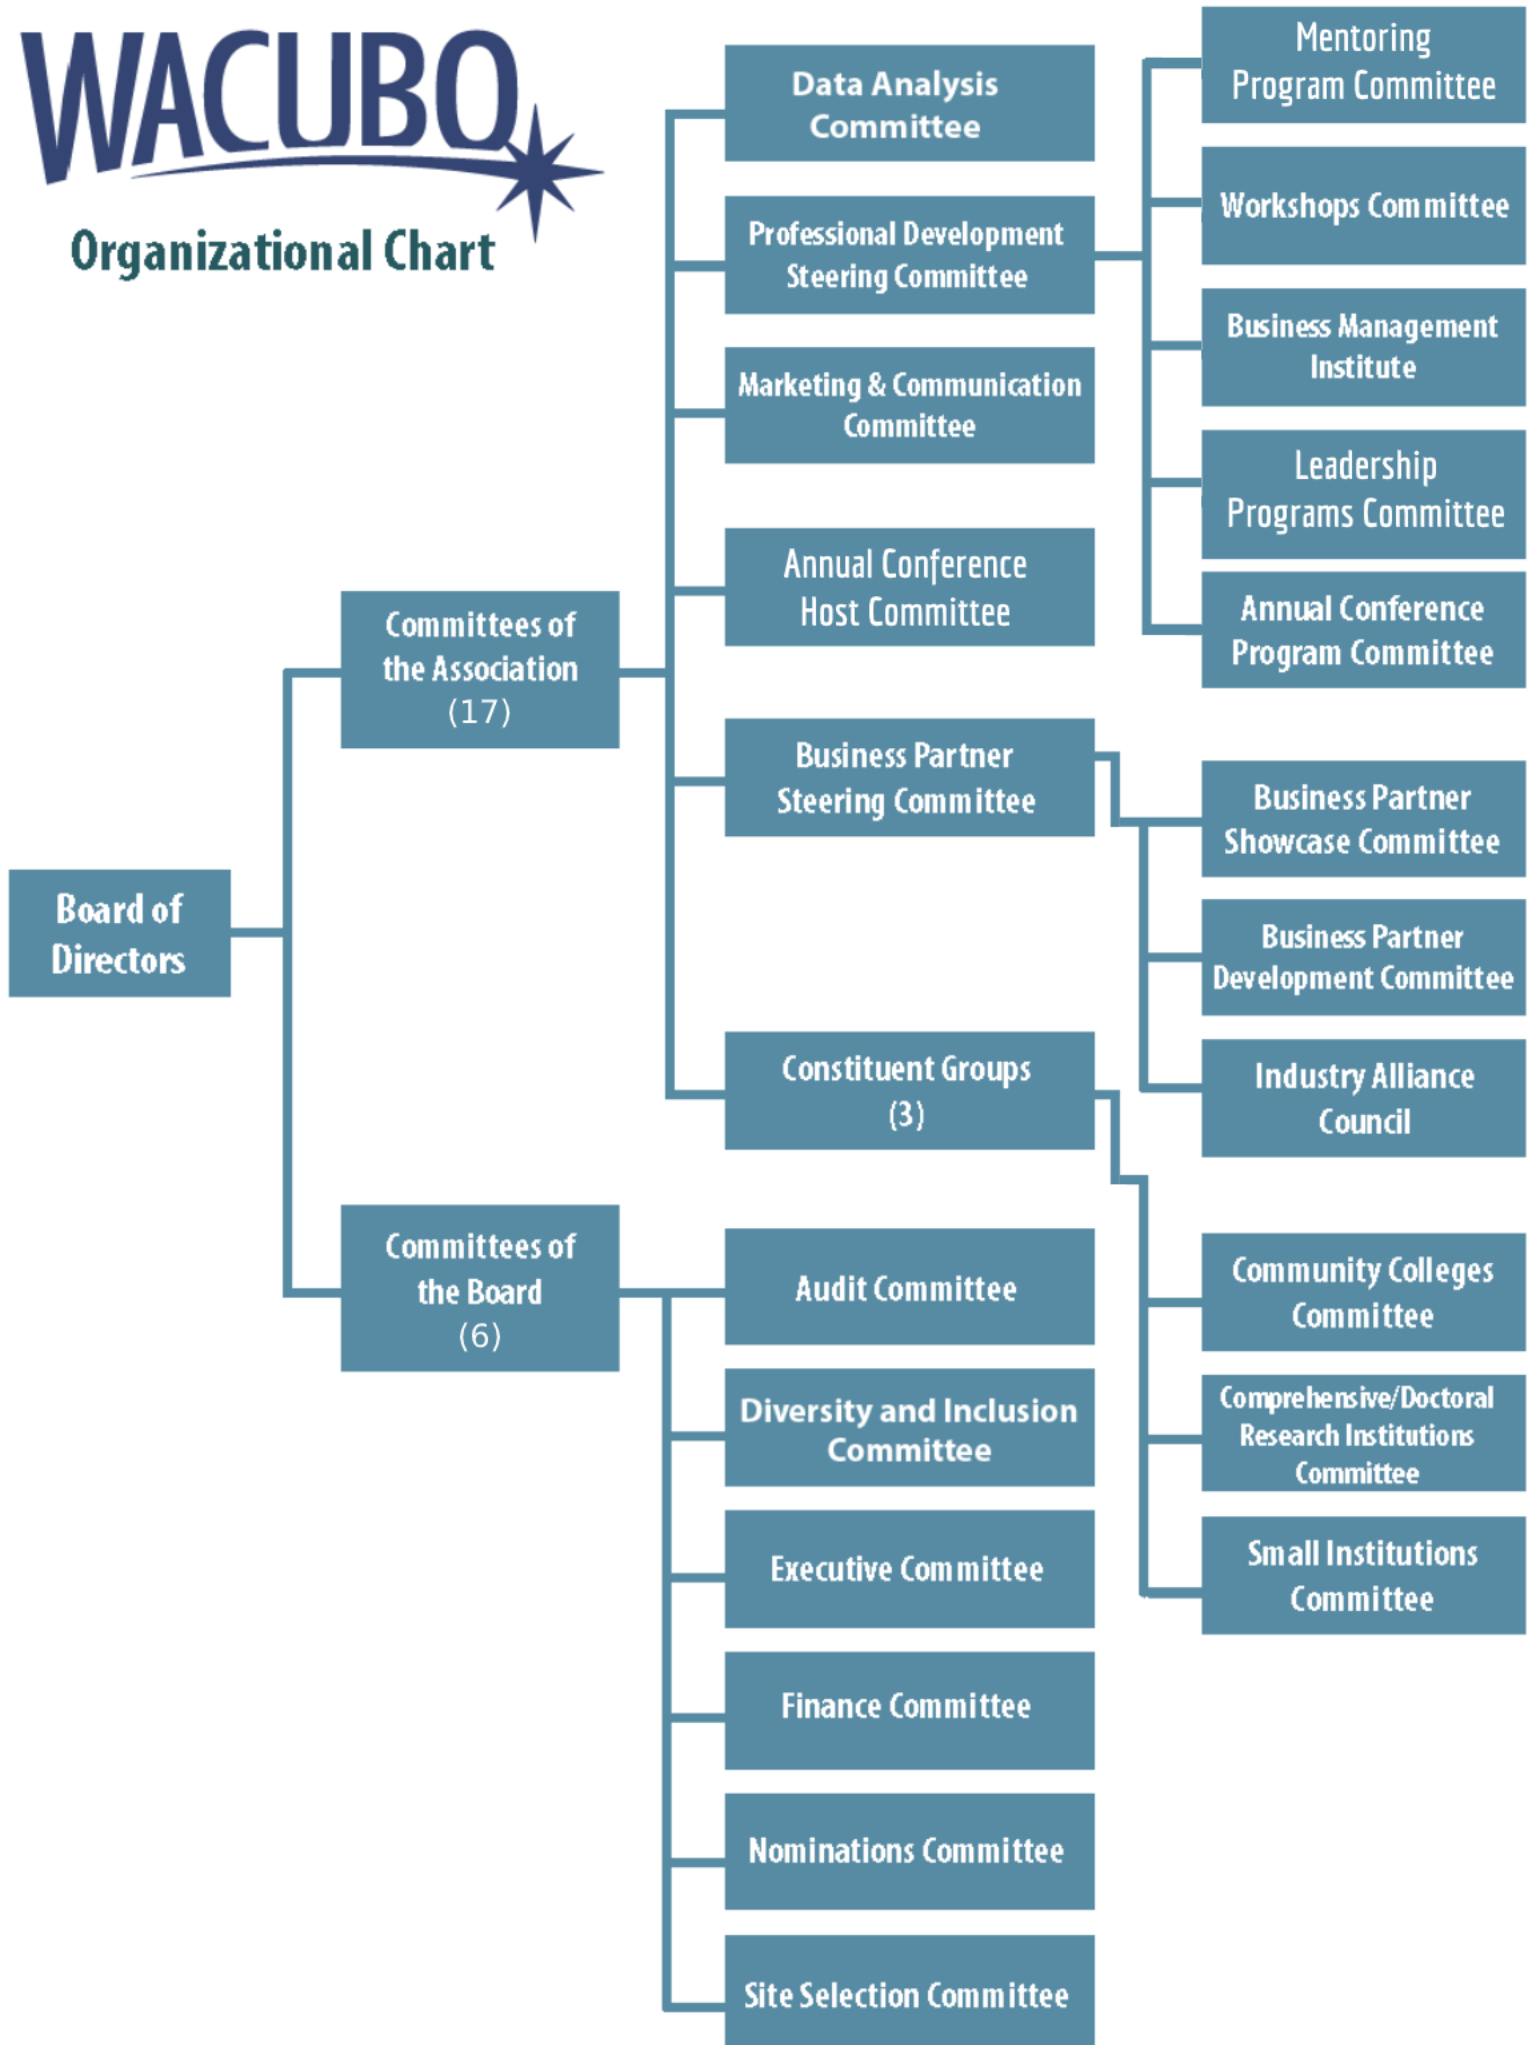 WACUBO
Organizational Chart
Board of
Directors
Committees of
the Association
(17)
Data Analysis
Committee
Professional Development
Steering Committee
Mentoring
Program Committee
Workshops Committee
Business Management
Institute
Leadership
Programs Committee
Annual Conference
Program Committee
Marketing & Communication
Committee
Annual Conference
Host Committee
Business Partner
Steering Committee
Business Partner
Showcase Committee
Business Partner
Development Committee
Industry Alliance
Council
Constituent Groups
(3)
Community Colleges
Committee
Comprehensive/Doctoral
Research Institutions
Committee
Small Institutions
Committee
Committees of
the Board
(6)
Audit Committee
Diversity and Inclusion
Committee
Executive Committee
Finance Committee
Nominations Committee
Site Selection Committee